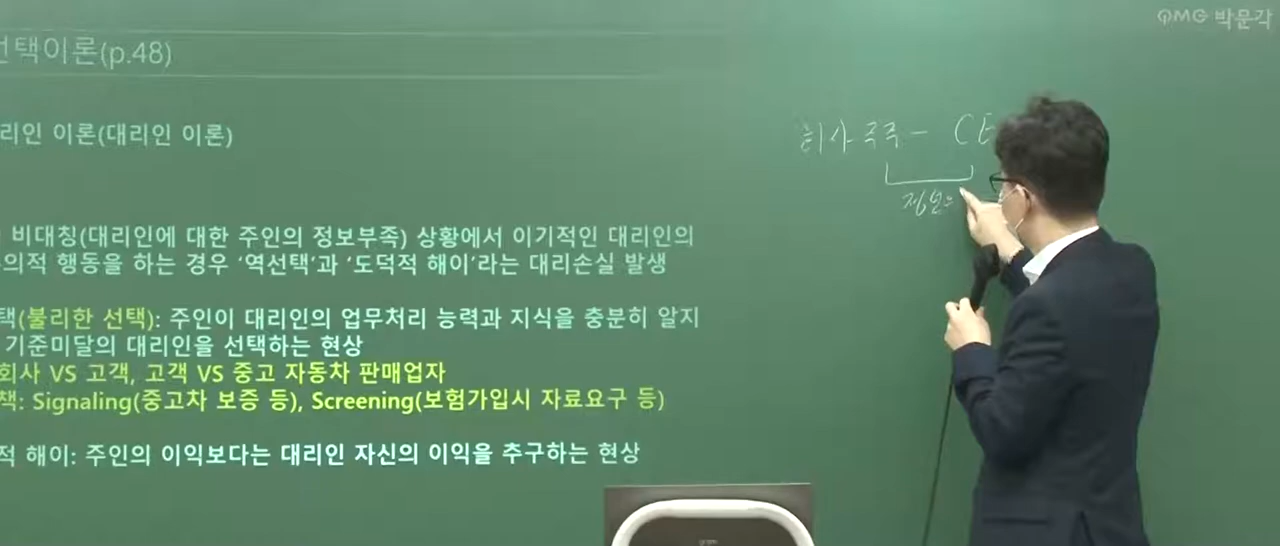 PMG 박문각
선택이론(p.48)
리인 이론(대리인 이론)
회사 주주 - CE
정보
비대칭(대리인에 대한 주인의 정보부족) 상황에서 이기적인 대리인의
의적 행동을 하는 경우 ‘역선택’과 ‘도덕적 해이’라는 대리손실 발생
택(불리한 선택): 주인이 대리인의 업무처리 능력과 지식을 충분히 알지
기준미달의 대리인을 선택하는 현상
회사 VS 고객, 고객 VS 중고 자동차 판매업자
책: Signaling(중고차 보증 등), Screening(보험가입시 자료요구 등)
적 해이: 주인의 이익보다는 대리인 자신의 이익을 추구하는 현상